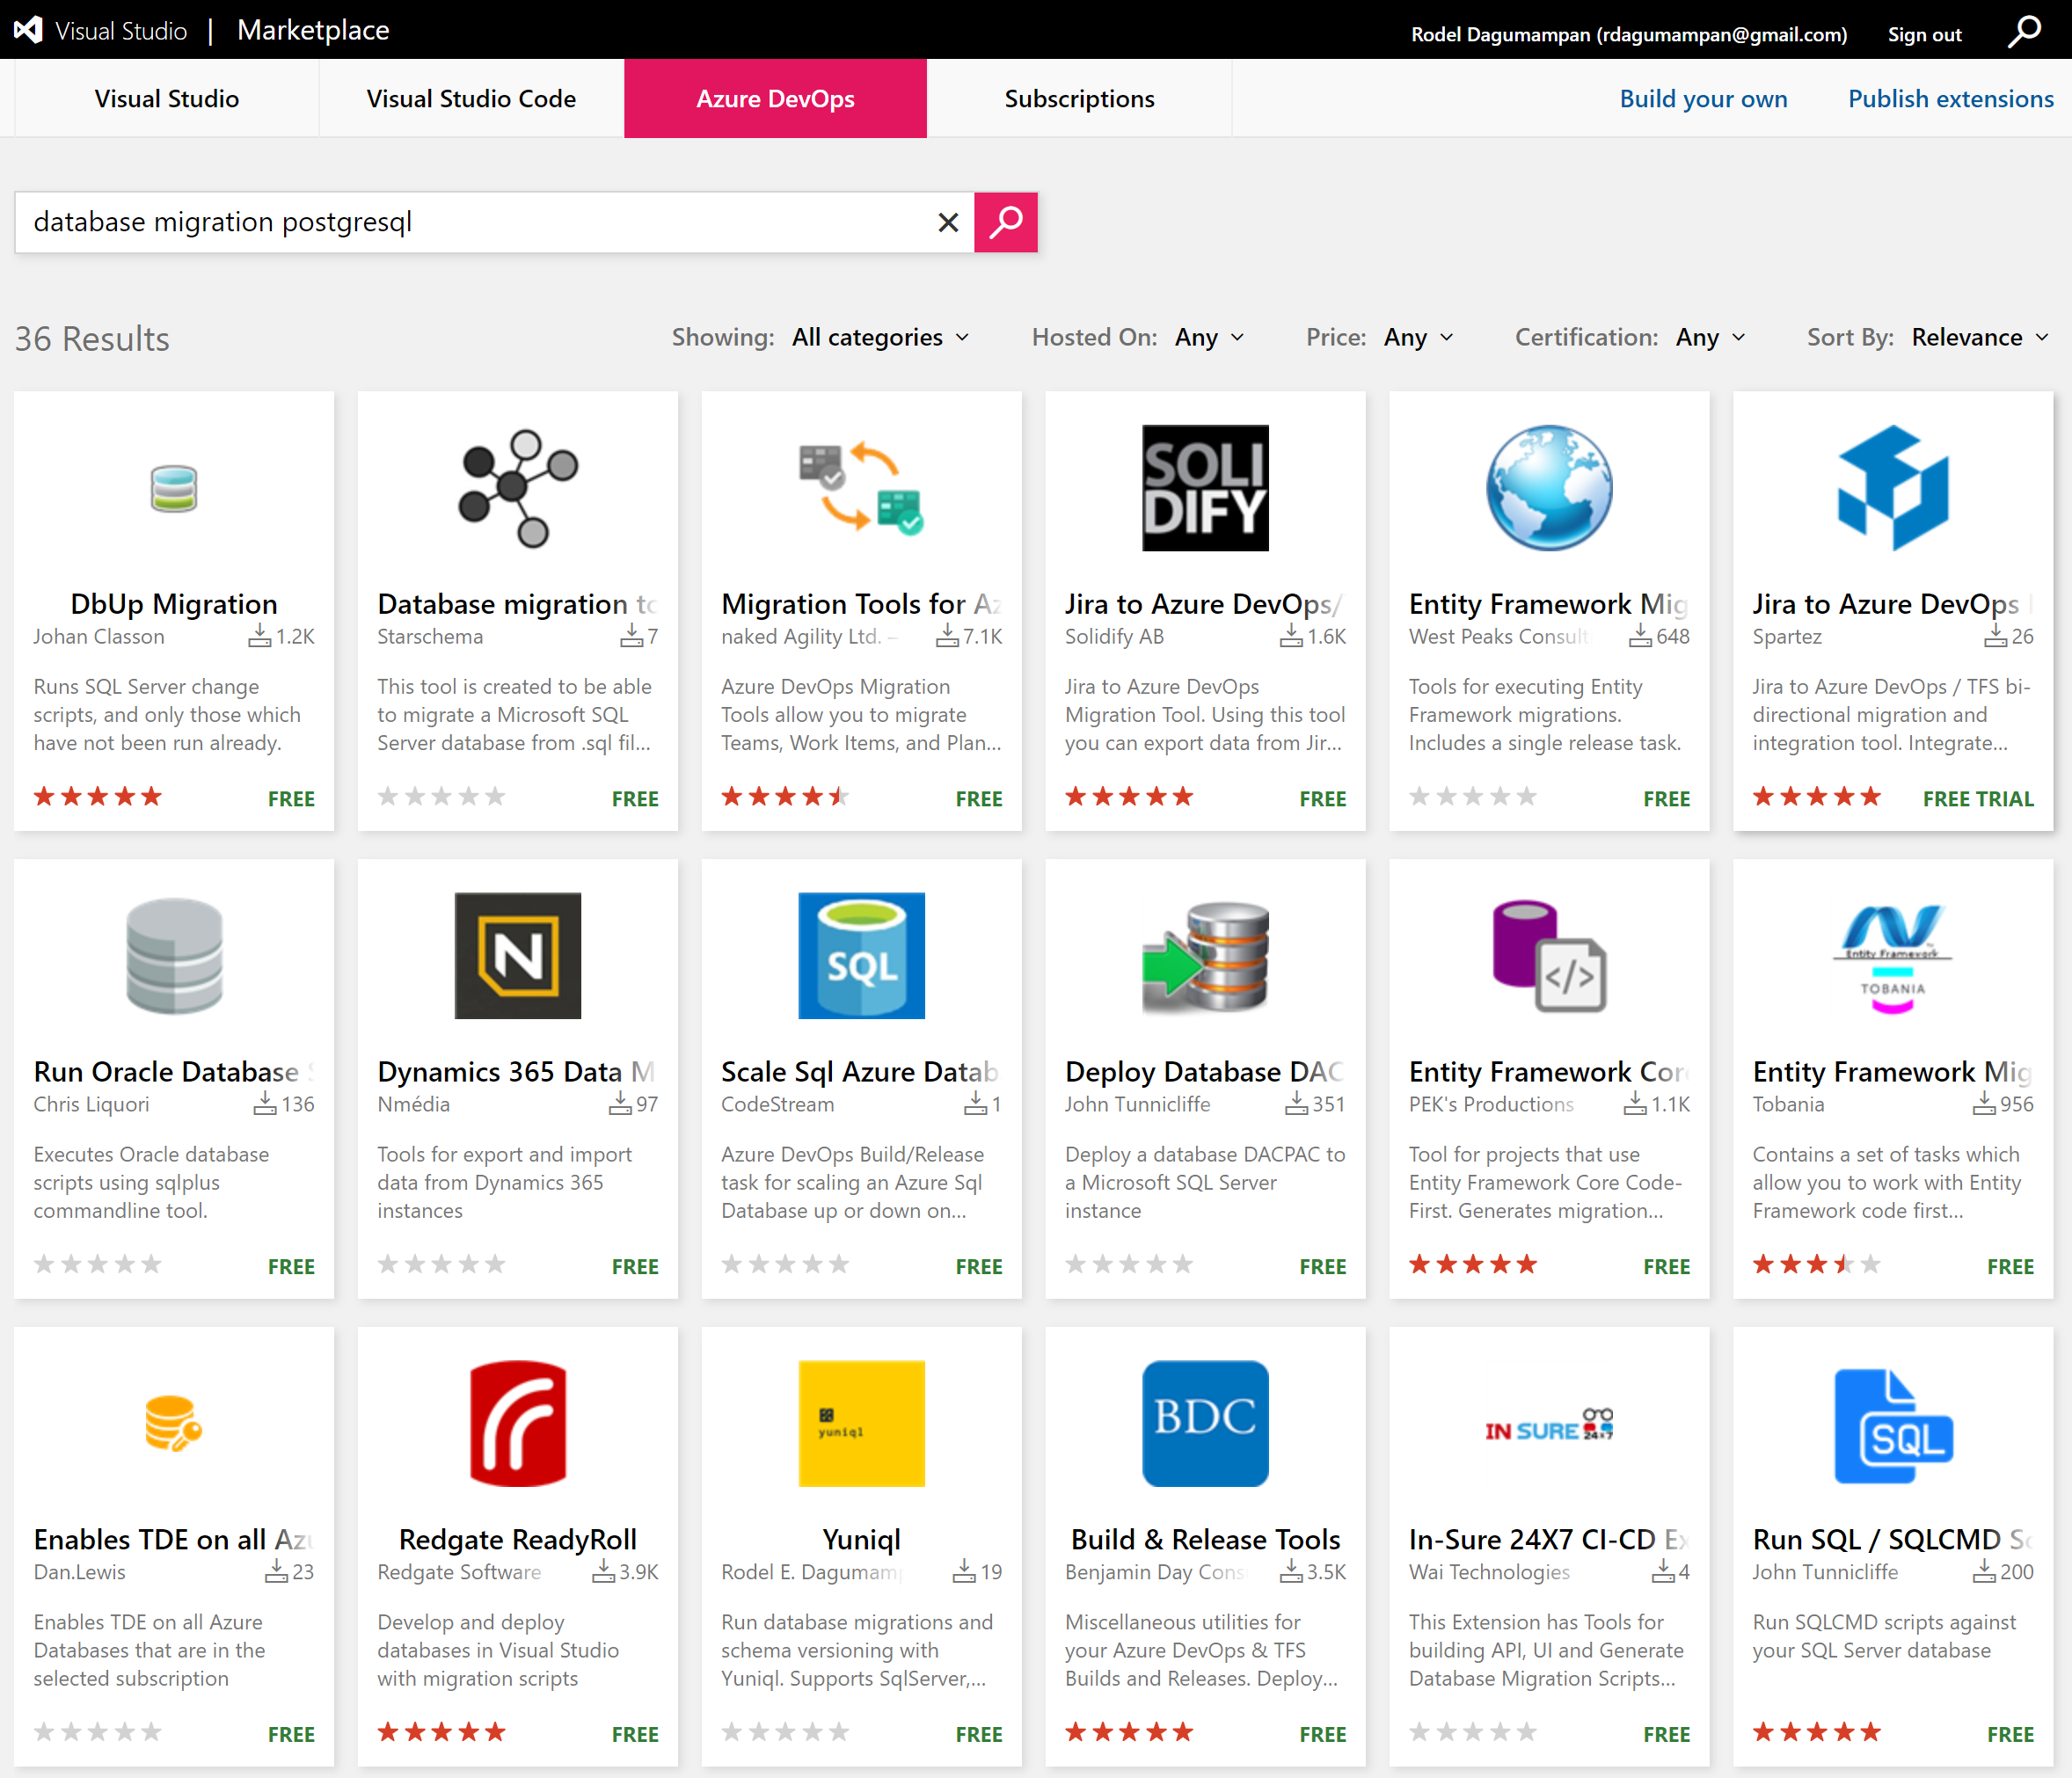 Visual Studio | Marketplace
Rodel Dagumampan (rdagumampan@gmail.com) Sign out
Visual Studio Visual Studio Code Azure DevOps Subscriptions Build your own Publish extensions
database migration postgresql
36 Results Showing: All categories Hosted On: Any Price: Any Certification: Any Sort By: Relevance
SOLI
DIFY
DbUp Migration
Johan Classon 1.2K
Runs SQL Server change
scripts, and only those which
have not been run already.
FREE
Database migration
Starschema 7
This tool is created to be able
to migrate a Microsoft SQL
Server database from .sql fil...
FREE
Migration Tools for
naked Agility Ltd. – 7.1K
Azure DevOps Migration
Tools allow you to migrate
Teams, Work Items, and Plan...
FREE
Jira to Azure DevOps/
Solidify AB 1.6K
Jira to Azure DevOps
Migration Tool. Using this tool
you can export data from Jir...
FREE
Entity Framework Mig
West Peaks Consult 648
Tools for executing Entity
Framework migrations.
Includes a single release task.
FREE
Jira to Azure DevOps
Spartez 26
Jira to Azure DevOps / TFS bi-
directional migration and
integration tool. Integrate...
FREE TRIAL
N
SQL
</>
Entity Framework
TOBANIA
Run Oracle Database
Chris Liquori 136
Executes Oracle database
scripts using sqlplus
commandline tool.
FREE
Dynamics 365 Data M
Nmédia 97
Tools for export and import
data from Dynamics 365
instances
FREE
Scale Sql Azure Datab
CodeStream 1
Azure DevOps Build/Release
task for scaling an Azure Sql
Database up or down on...
FREE
Deploy Database DAC
John Tunnicliffe 351
Deploy a database DACPAC to
a Microsoft SQL Server
instance
FREE
Entity Framework Cor
PEK's Productions 1.1K
Tool for projects that use
Entity Framework Core Code-
First. Generates migration...
FREE
Entity Framework Mig
Tobania 956
Contains a set of tasks which
allow you to work with Entity
Framework code first...
FREE
yuniql
BDC
IN SURE 24x7
SQL
Enables TDE on all Azu
Dan.Lewis 23
Enables TDE on all Azure
Databases that are in the
selected subscription
FREE
Redgate ReadyRoll
Redgate Software 3.9K
Develop and deploy
databases in Visual Studio
with migration scripts
FREE
Yuniql
Rodel E. Dagumam 19
Run database migrations and
schema versioning with
Yuniql. Supports SqlServer,...
FREE
Build & Release Tools
Benjamin Day Cons 3.5K
Miscellaneous utilities for
your Azure DevOps & TFS
Builds and Releases. Deploy...
FREE
In-Sure 24X7 CI-CD Ex
Wai Technologies 4
This Extension has Tools for
building API, UI and Generate
Database Migration Scripts...
FREE
Run SQL / SQLCMD Sc
John Tunnicliffe 200
Run SQLCMD scripts against
your SQL Server database
FREE